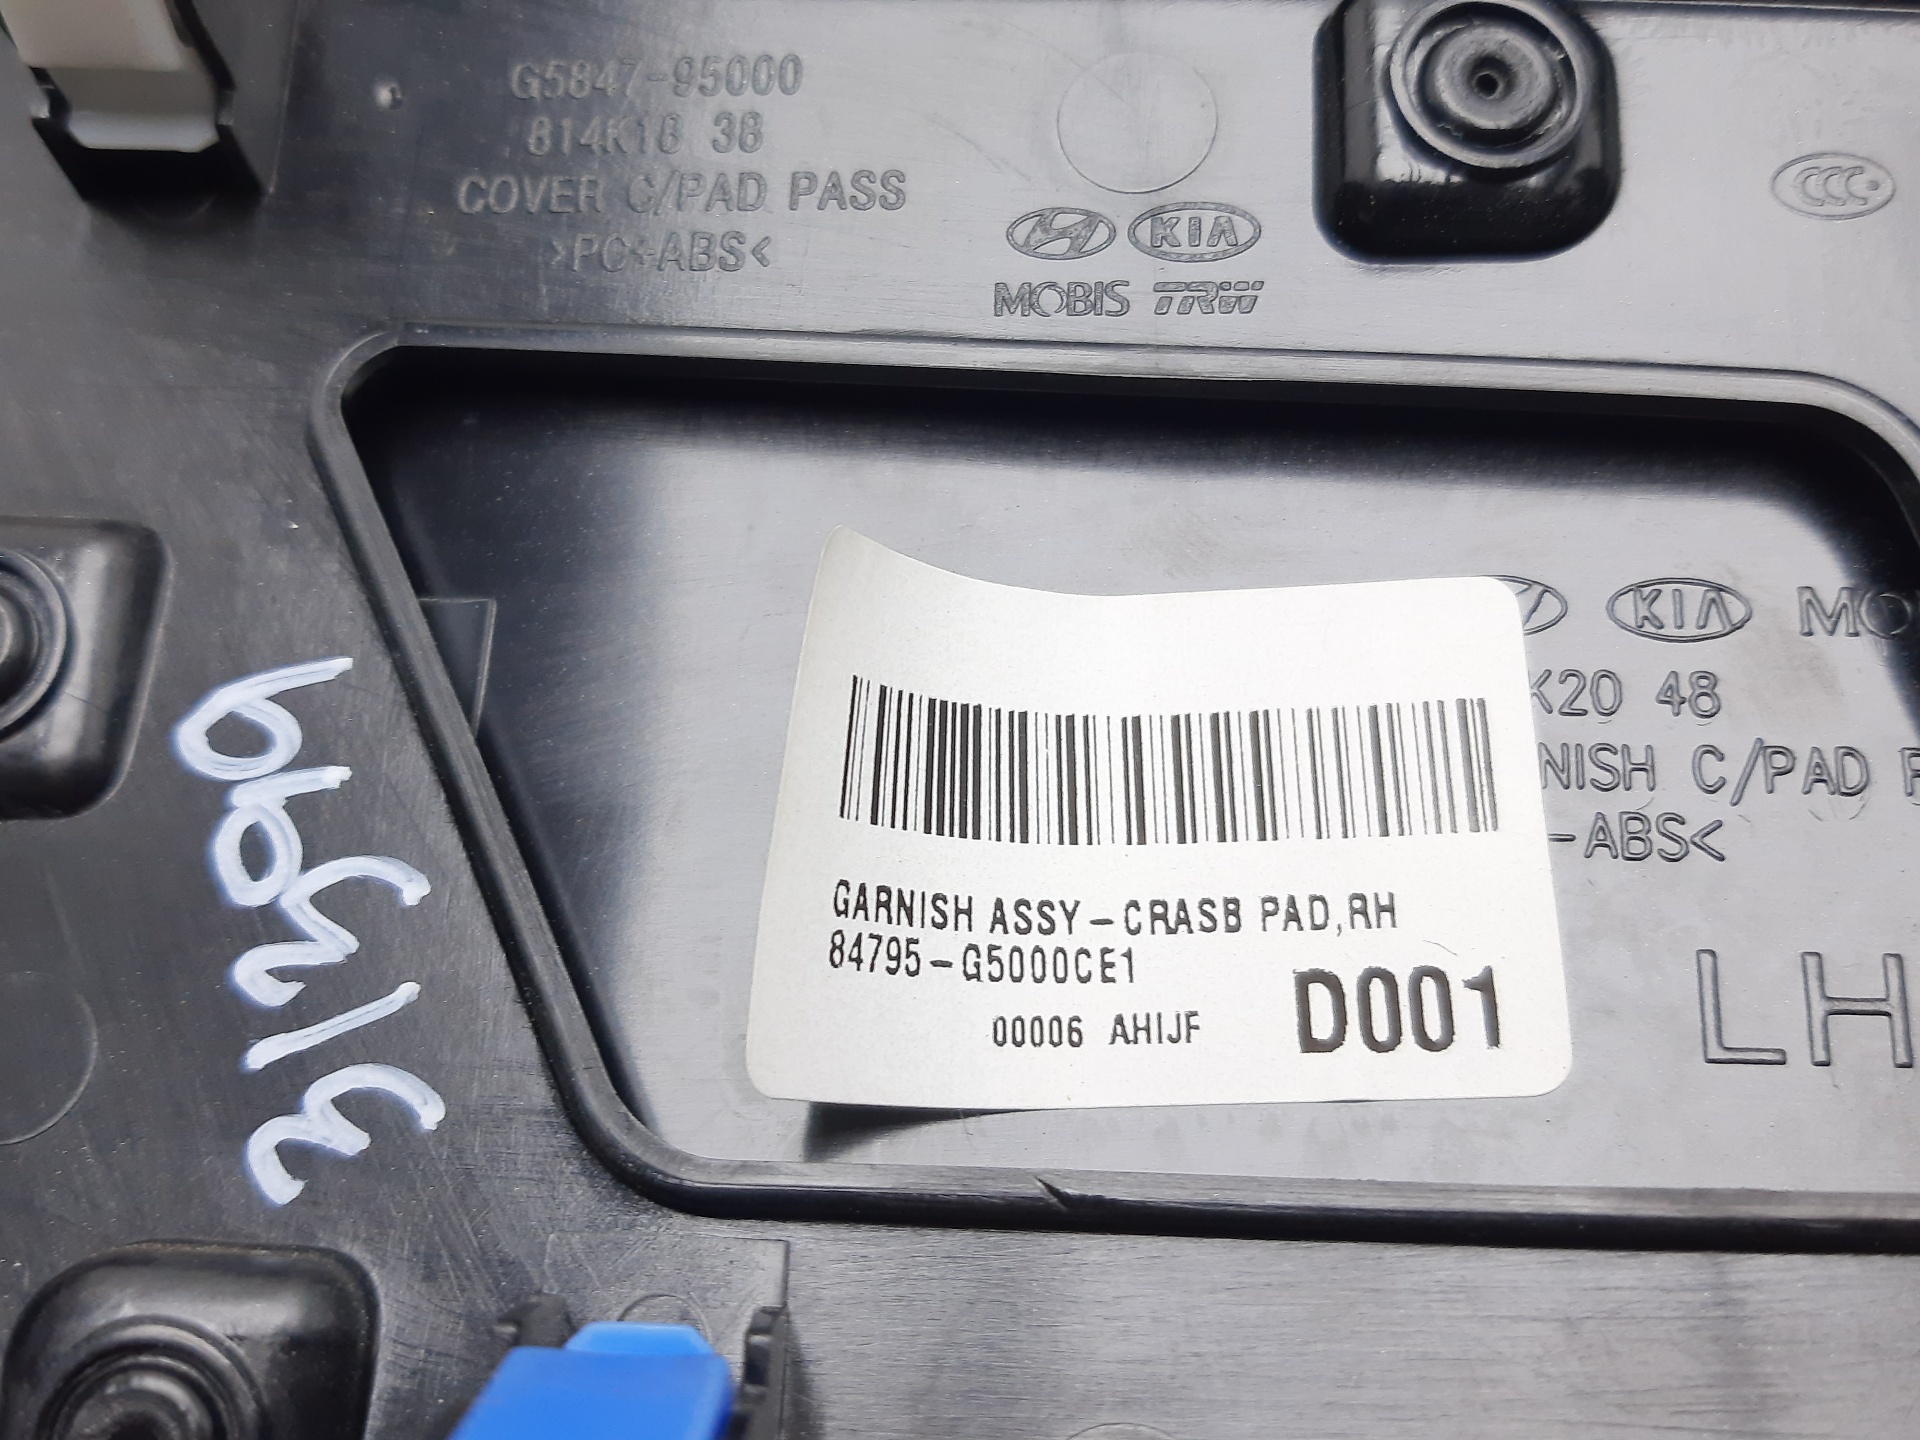 G5847-95000
814K18 38
COVER C/PAD PASS
>PC+ABS<
CCC
KIA
MOBIS TRW
KIA
K20 48
NISH C/PAD
-ABS<
LH
GARNISH ASSY-CRASB PAD,RH
84795-G5000CE1
00006 AHIJF D001